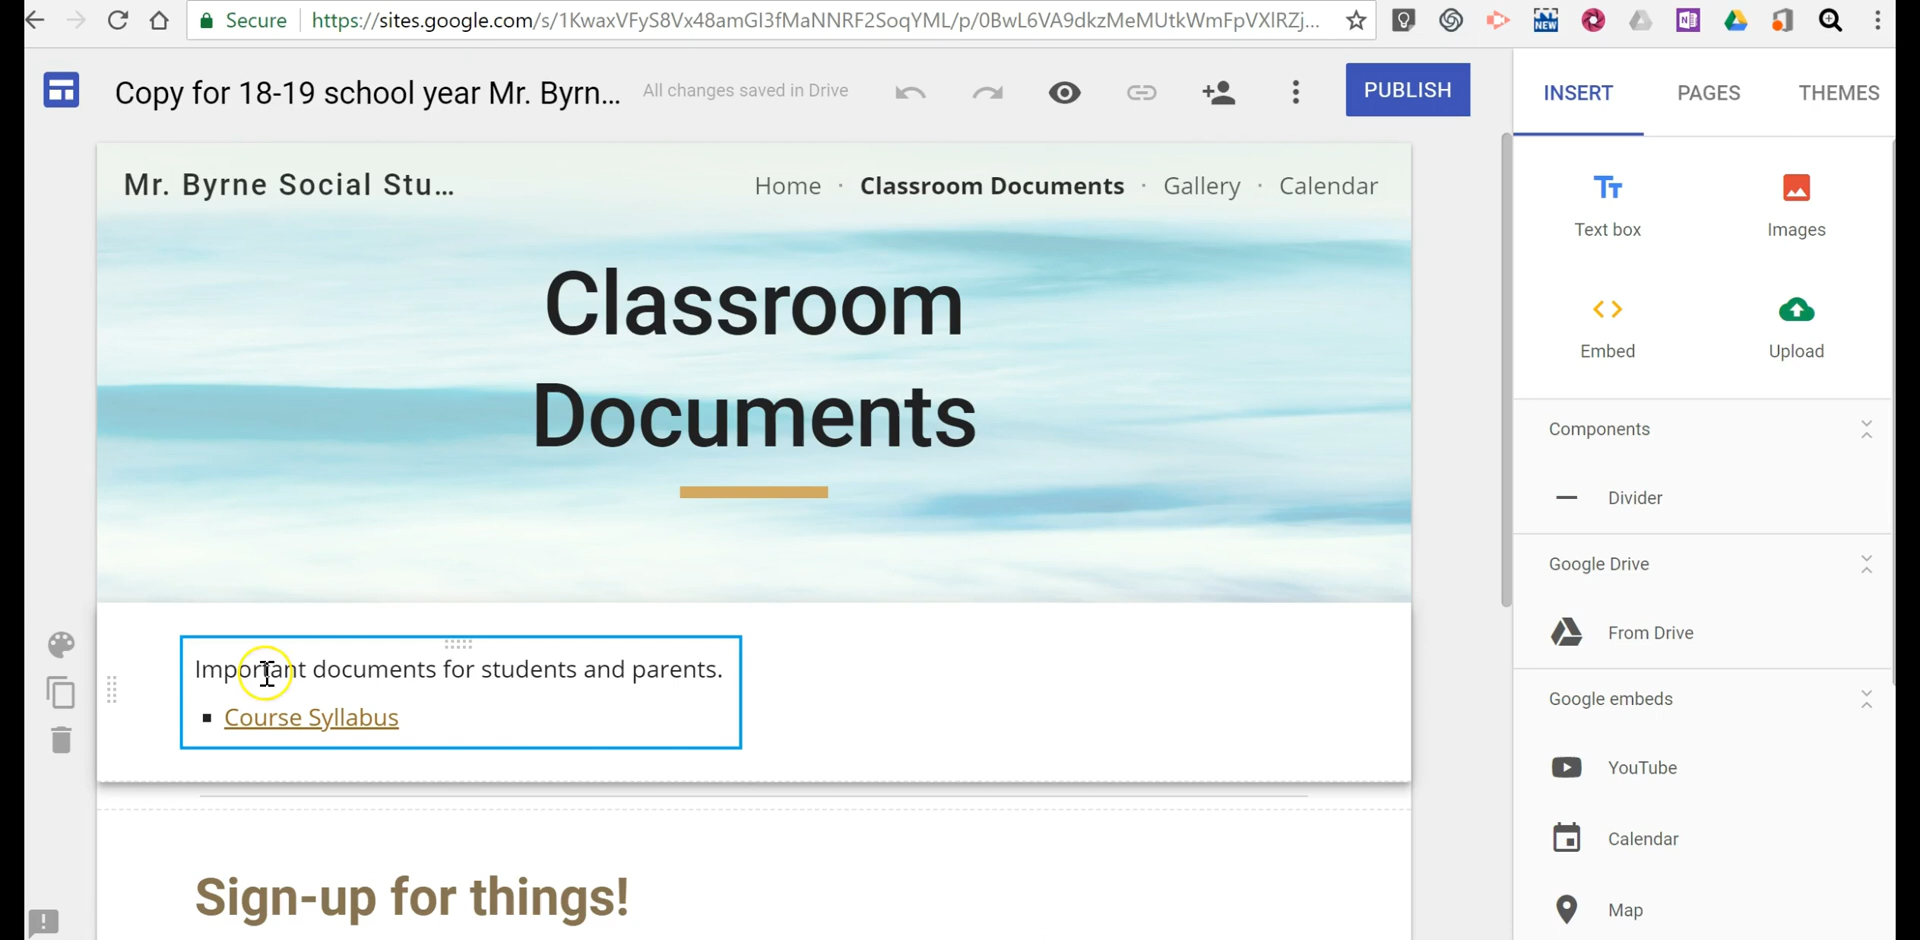 Secure https://sites.google.com/s/1KwaxVFyS8Vx48amGI3fMaNNRF2SoqYML/p/0BwL6VA9dkzMeMUtkWmFpVXlRZj...
NEW
N
Copy for 18-19 school year Mr. Byrn... All changes saved in Drive PUBLISH
INSERT PAGES THEMES
Mr. Byrne Social Stu... Home · Classroom Documents · Gallery · Calendar
Classroom
Documents
Important documents for students and parents.
▪ Course Syllabus
Sign-up for things!
Tт
Text box Images
Embed Upload
Components
Divider
Google Drive
From Drive
Google embeds
YouTube
Calendar
Map